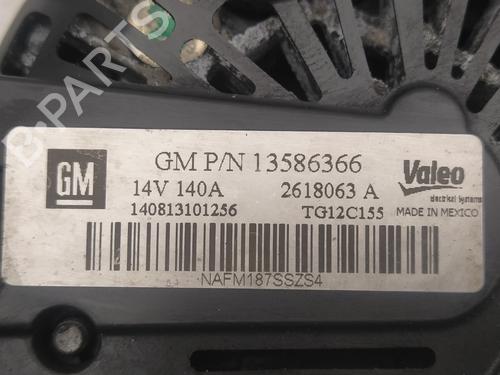 B-PARTS
GM
GM P/N 13586366
14V 140A 2618063 A
140813101256 TG12C155
Valeo
electrical systems
MADE IN MEXICO
NAFM187SSZS4